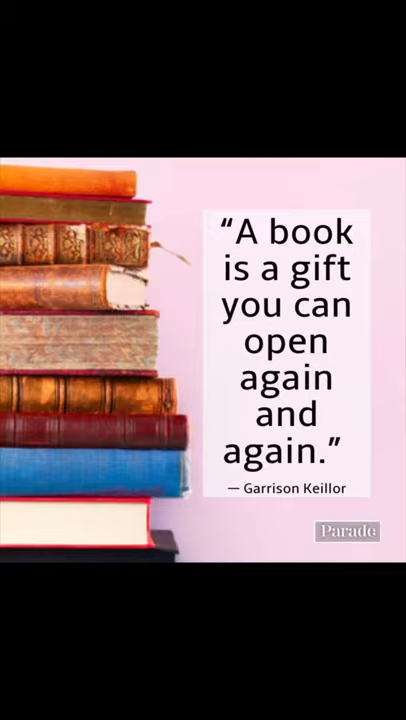 “A book
is a gift
you can
open
again
and
again.”
— Garrison Keillor
Parade